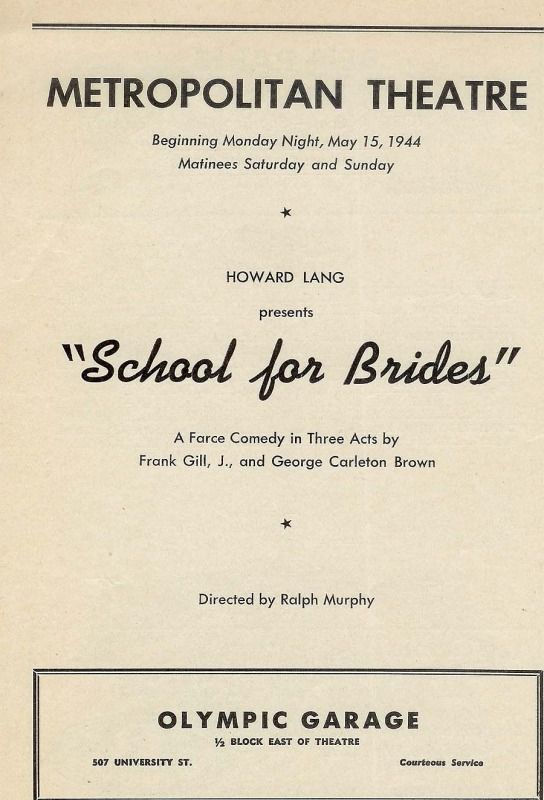 METROPOLITAN THEATRE
Beginning Monday Night, May 15, 1944
Matinees Saturday and Sunday
HOWARD LANG
presents
"School for Brides"
A Farce Comedy in Three Acts by
Frank Gill, J., and George Carleton Brown
Directed by Ralph Murphy
OLYMPIC GARAGE
½ BLOCK EAST OF THEATRE
507 UNIVERSITY ST. Courteous Service